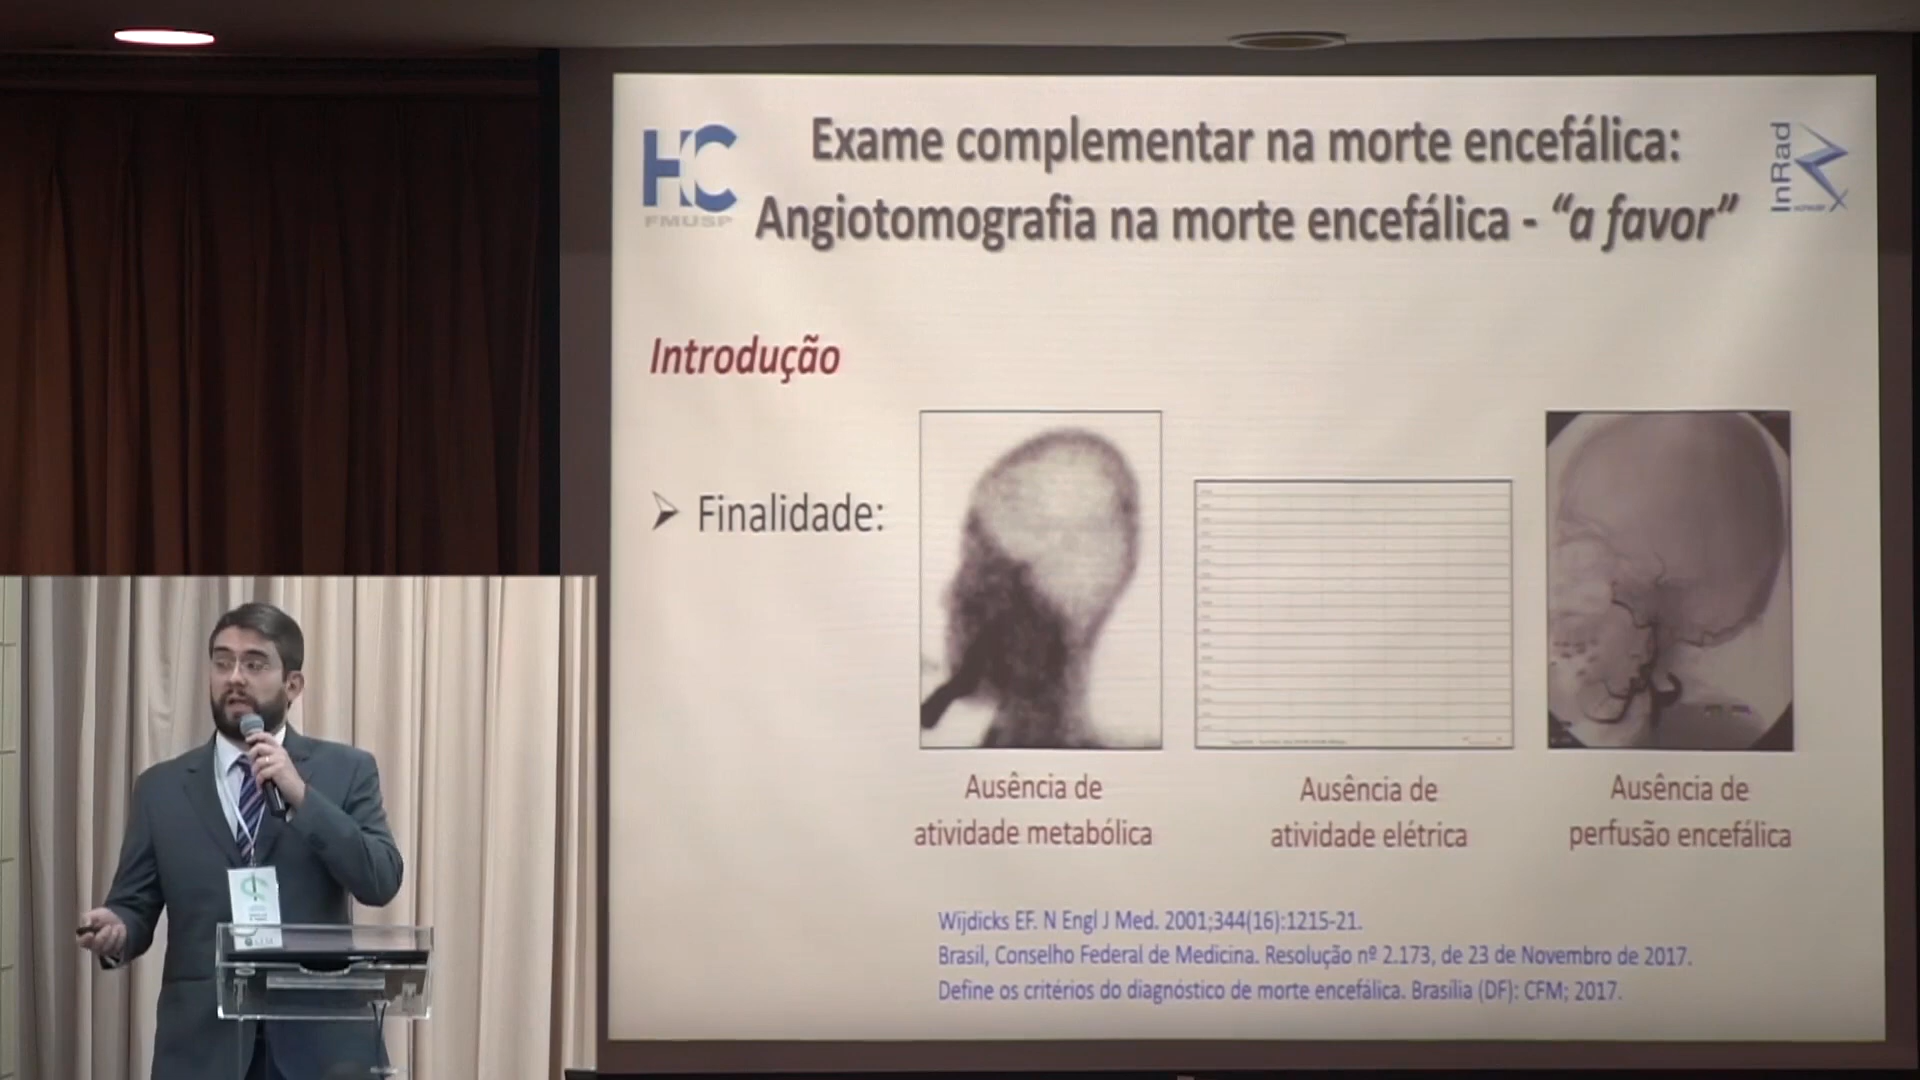 HC
FMUSP
Exame complementar na morte encefálica:
Angiotomografia na morte encefálica - “a favor”
InRad
Introdução
➢ Finalidade:
Ausência de
atividade metabólica
Ausência de
atividade elétrica
Ausência de
perfusão encefálica
Wijdicks EF. N Engl J Med. 2001;344(16):1215-21.
Brasil, Conselho Federal de Medicina. Resolução nº 2.173, de 23 de Novembro de 2017.
Define os critérios do diagnóstico de morte encefálica. Brasília (DF): CFM; 2017.